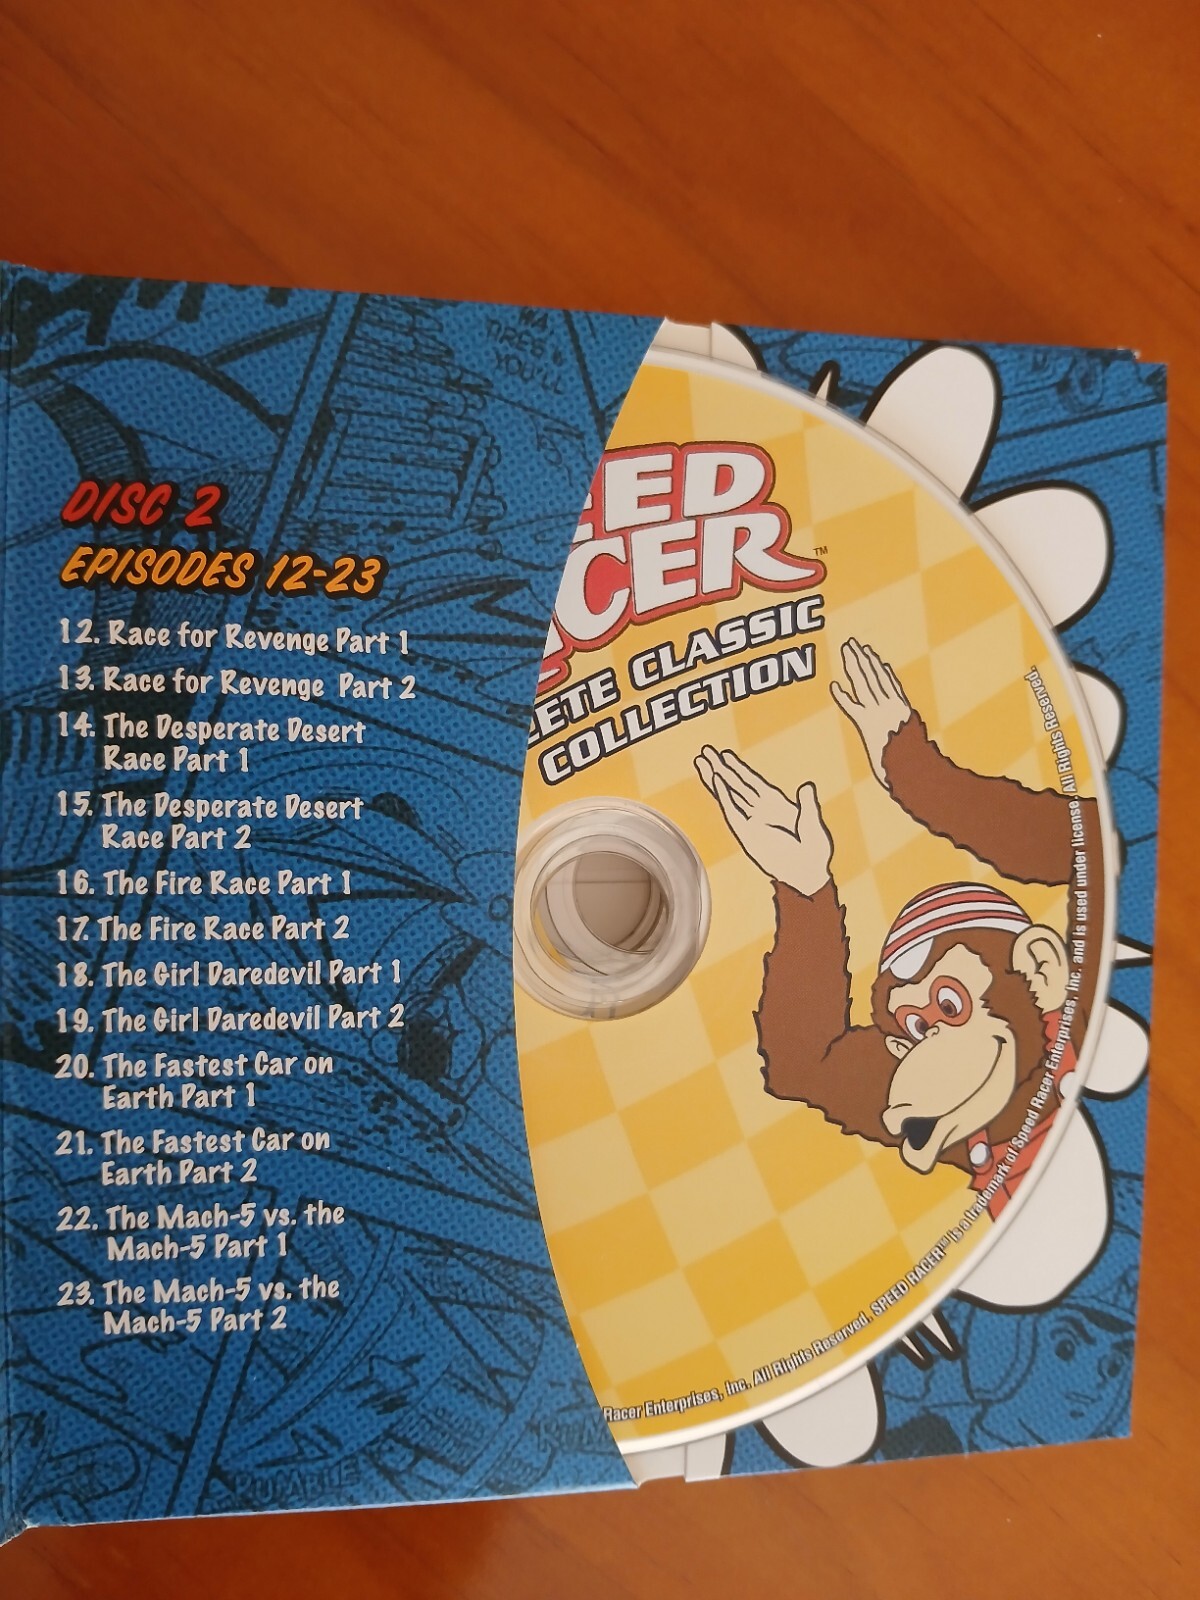 DISC 2
EPISODES 12-23
12. Race for Revenge Part 1
13. Race for Revenge Part 2
14. The Desperate Desert
Race Part 1
15. The Desperate Desert
Race Part 2
16. The Fire Race Part 1
17. The Fire Race Part 2
18. The Girl Daredevil Part 1
19. The Girl Daredevil Part 2
20. The Fastest Car on
Earth Part 1
21. The Fastest Car on
Earth Part 2
22. The Mach-5 vs. the
Mach-5 Part 1
23. The Mach-5 vs. the
Mach-5 Part 2
EED
ACER™
LETE CLASSIC
COLLECTION
Racer Enterprises, Inc. All Rights Reserved. SPEED RACER™ is a trademark of Speed Racer Enterprises, Inc. and is used under license. All Rights Reserved.
YOU'LL
RUMBLE